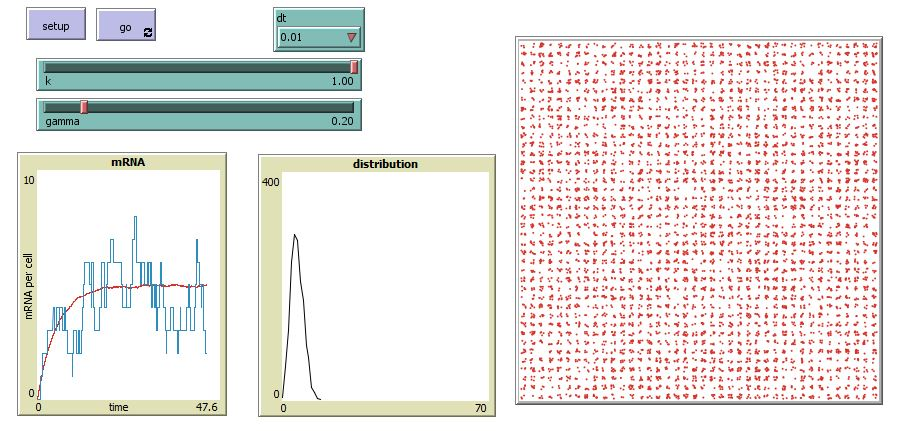 setup
go
dt
0.01
k 1.00
gamma 0.20
mRNA
10
mRNA per cell
0
0 time 47.6
distribution
400
0
0 70